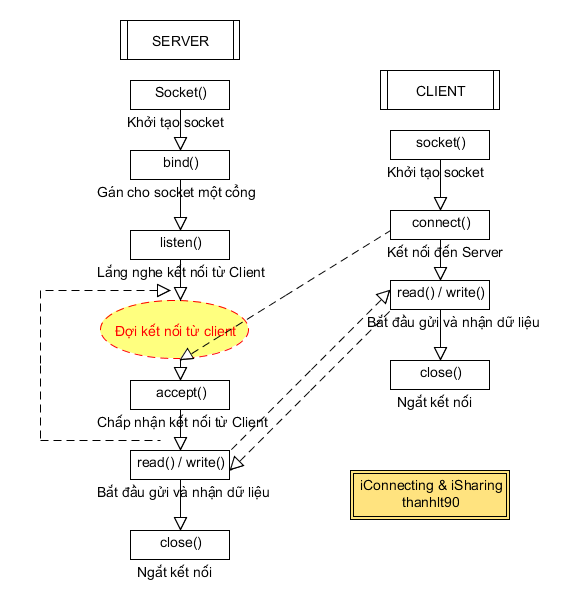 SERVER
Socket()
Khởi tạo socket
bind()
Gán cho socket một cồng
listen()
Lắng nghe kết nối từ Client
Đợi kết nối từ client
accept()
Chấp nhận kết nối từ Client
read() / write()
Bắt đầu gửi và nhận dữ liệu
close()
Ngắt kết nối
CLIENT
socket()
Khởi tạo socket
connect()
Kết nối đến Server
read() / write()
Bắt đầu gửi và nhận dữ liệu
close()
Ngắt kết nối
iConnecting & iSharing
thanhlt90